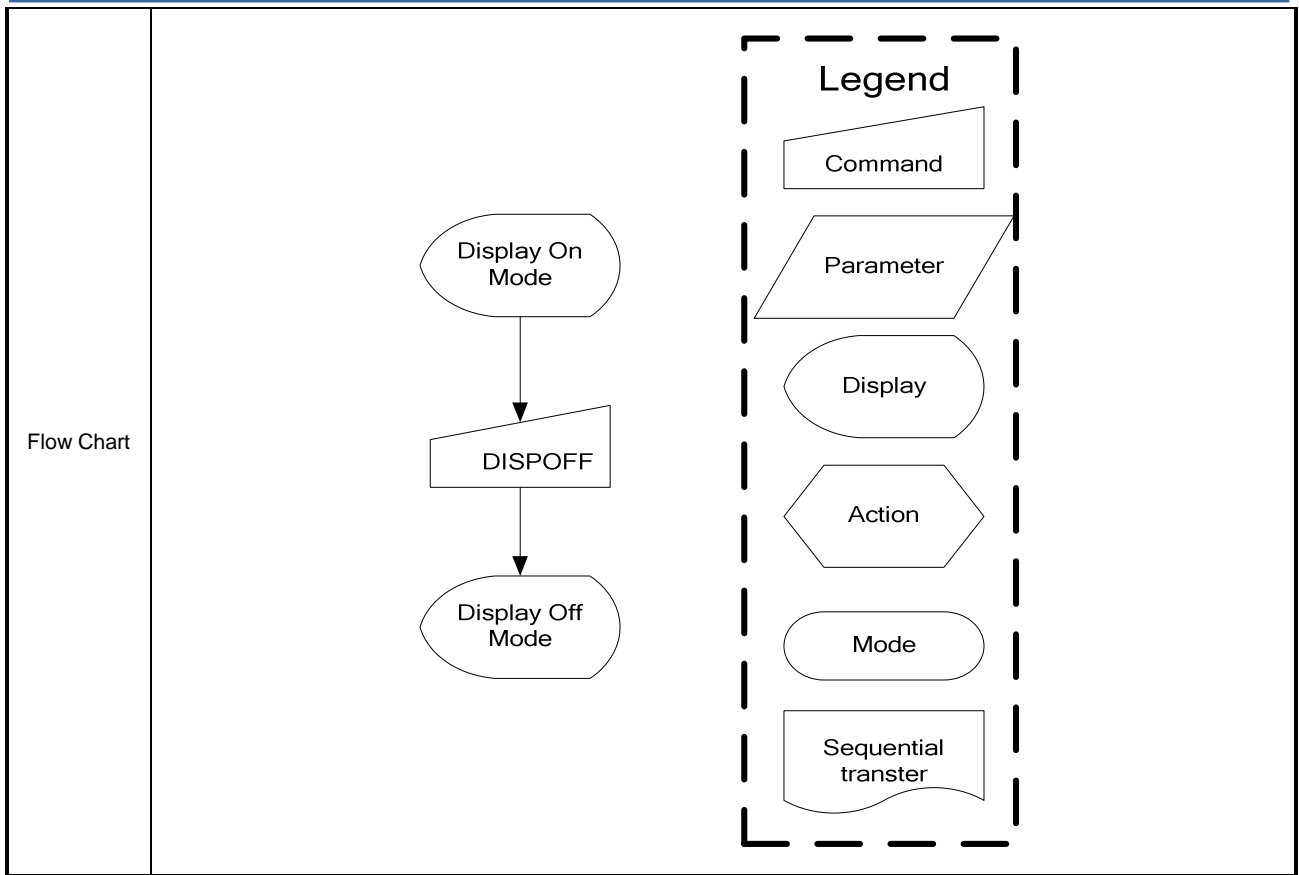 Flow Chart
Display On
Mode
DISPOFF
Display Off
Mode
Legend
Command
Parameter
Display
Action
Mode
Sequential
transter